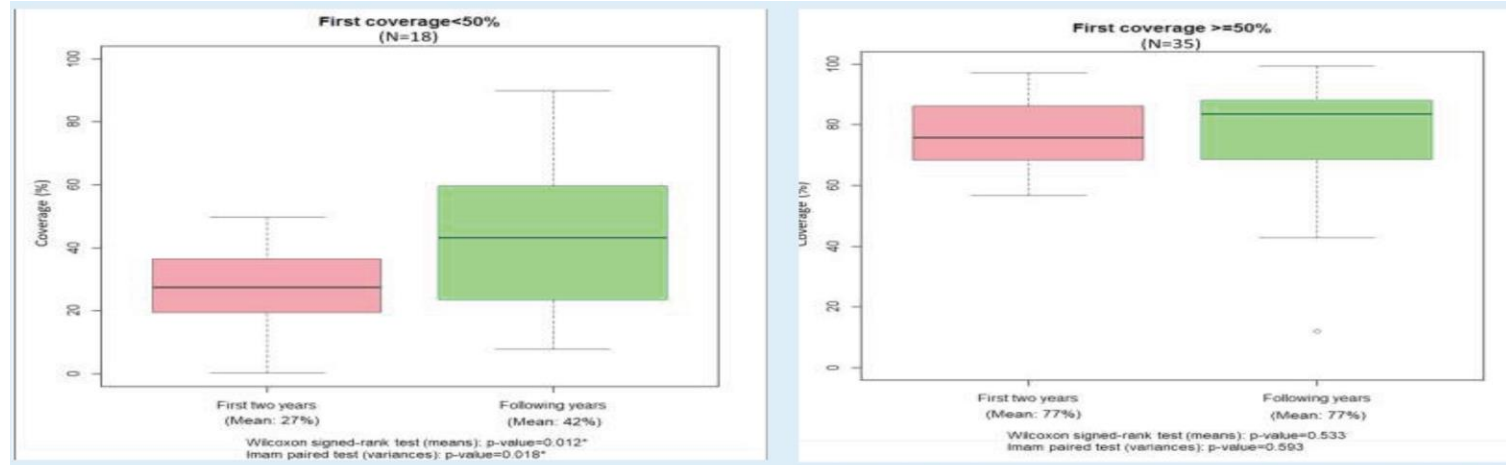 First coverage<50%
(N=18)
100
80
60
40
20
0
Coverage (%)
First two years
(Mean: 27%)
Following years
(Mean: 42%)
Wilcoxon signed-rank test (means): p-value=0.012*
Imam paired test (variances): p-value=0.018*
First coverage >=50%
(N=35)
100
80
60
40
20
0
Coverage (%)
First two years
(Mean: 77%)
Following years
(Mean: 77%)
Wilcoxon signed-rank test (means): p-value=0.533
Imam paired test (variances): p-value=0.593